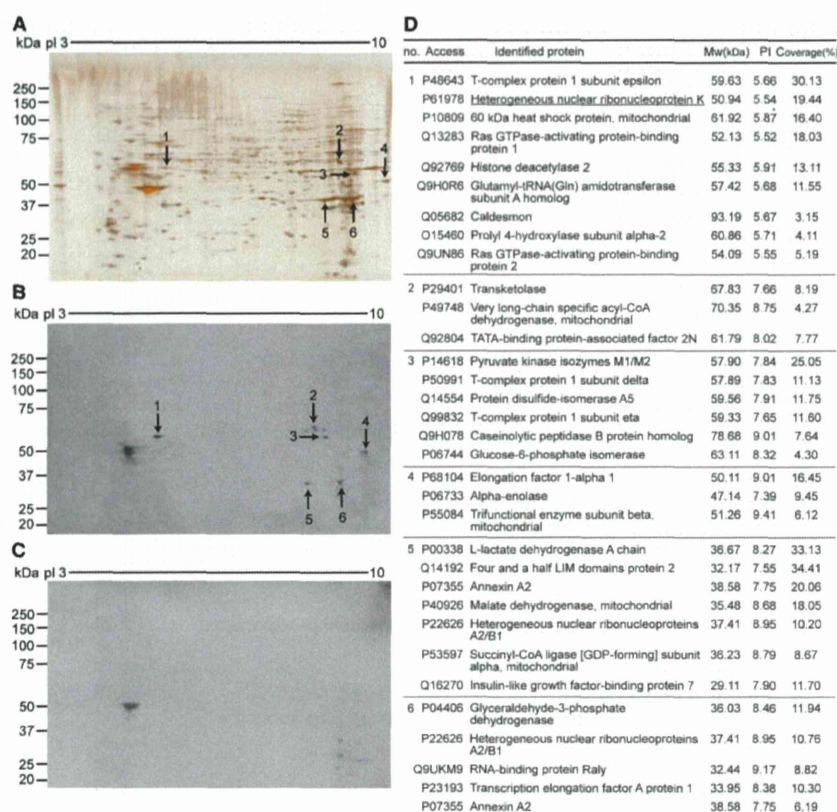 A
kDa pI 3 10
250
150
100
75
50
37
25
20
1
2
3
4
5
6
B
kDa pI 3 10
250
150
100
75
50
37
25
20
1
2
3
4
5
6
C
kDa pI 3 10
250
150
100
75
50
37
25
20
D
no. Access Identified protein Mw(kDa) PI Coverage(%)
1 P48643 T-complex protein 1 subunit epsilon 59.63 5.66 30.13
P61978 Heterogeneous nuclear ribonucleoprotein K 50.94 5.54 19.44
P10809 60 kDa heat shock protein, mitochondrial 61.92 5.87 16.40
Q13283 Ras GTPase-activating protein-binding 52.13 5.52 18.03
protein 1
Q92769 Histone deacetylase 2 55.33 5.91 13.11
Q9H0R6 Glutamyl-tRNA(Gln) amidotransferase 57.42 5.68 11.55
subunit A homolog
Q05682 Caldesmon 93.19 5.67 3.15
O15460 Prolyl 4-hydroxylase subunit alpha-2 60.86 5.71 4.11
Q9UN86 Ras GTPase-activating protein-binding 54.09 5.55 5.19
protein 2
2 P29401 Transketolase 67.83 7.66 8.19
P49748 Very long-chain specific acyl-CoA 70.35 8.75 4.27
dehydrogenase, mitochondrial
Q92804 TATA-binding protein-associated factor 2N 61.79 8.02 7.77
3 P14618 Pyruvate kinase isozymes M1/M2 57.90 7.84 25.05
P50991 T-complex protein 1 subunit delta 57.89 7.83 11.13
Q14554 Protein disulfide-isomerase A5 59.56 7.91 11.75
Q99832 T-complex protein 1 subunit eta 59.33 7.65 11.60
Q9H078 Caseinolytic peptidase B protein homolog 78.68 9.01 7.64
P06744 Glucose-6-phosphate isomerase 63.11 8.32 4.30
4 P68104 Elongation factor 1-alpha 1 50.11 9.01 16.45
P06733 Alpha-enolase 47.14 7.39 9.45
P55084 Trifunctional enzyme subunit beta, 51.26 9.41 6.12
mitochondrial
5 P00338 L-lactate dehydrogenase A chain 36.67 8.27 33.13
Q14192 Four and a half LIM domains protein 2 32.17 7.55 34.41
P07355 Annexin A2 38.58 7.75 20.06
P40926 Malate dehydrogenase, mitochondrial 35.48 8.68 18.05
P22626 Heterogeneous nuclear ribonucleoproteins 37.41 8.95 10.20
A2/B1
P53597 Succinyl-CoA ligase [GDP-forming] subunit 36.23 8.79 8.67
alpha, mitochondrial
Q16270 Insulin-like growth factor-binding protein 7 29.11 7.90 11.70
6 P04406 Glyceraldehyde-3-phosphate 36.03 8.46 11.94
dehydrogenase
P22626 Heterogeneous nuclear ribonucleoproteins 37.41 8.95 10.76
A2/B1
Q9UKM9 RNA-binding protein Raly 32.44 9.17 8.82
P23193 Transcription elongation factor A protein 1 33.95 8.38 10.30
P07355 Annexin A2 38.58 7.75 6.19